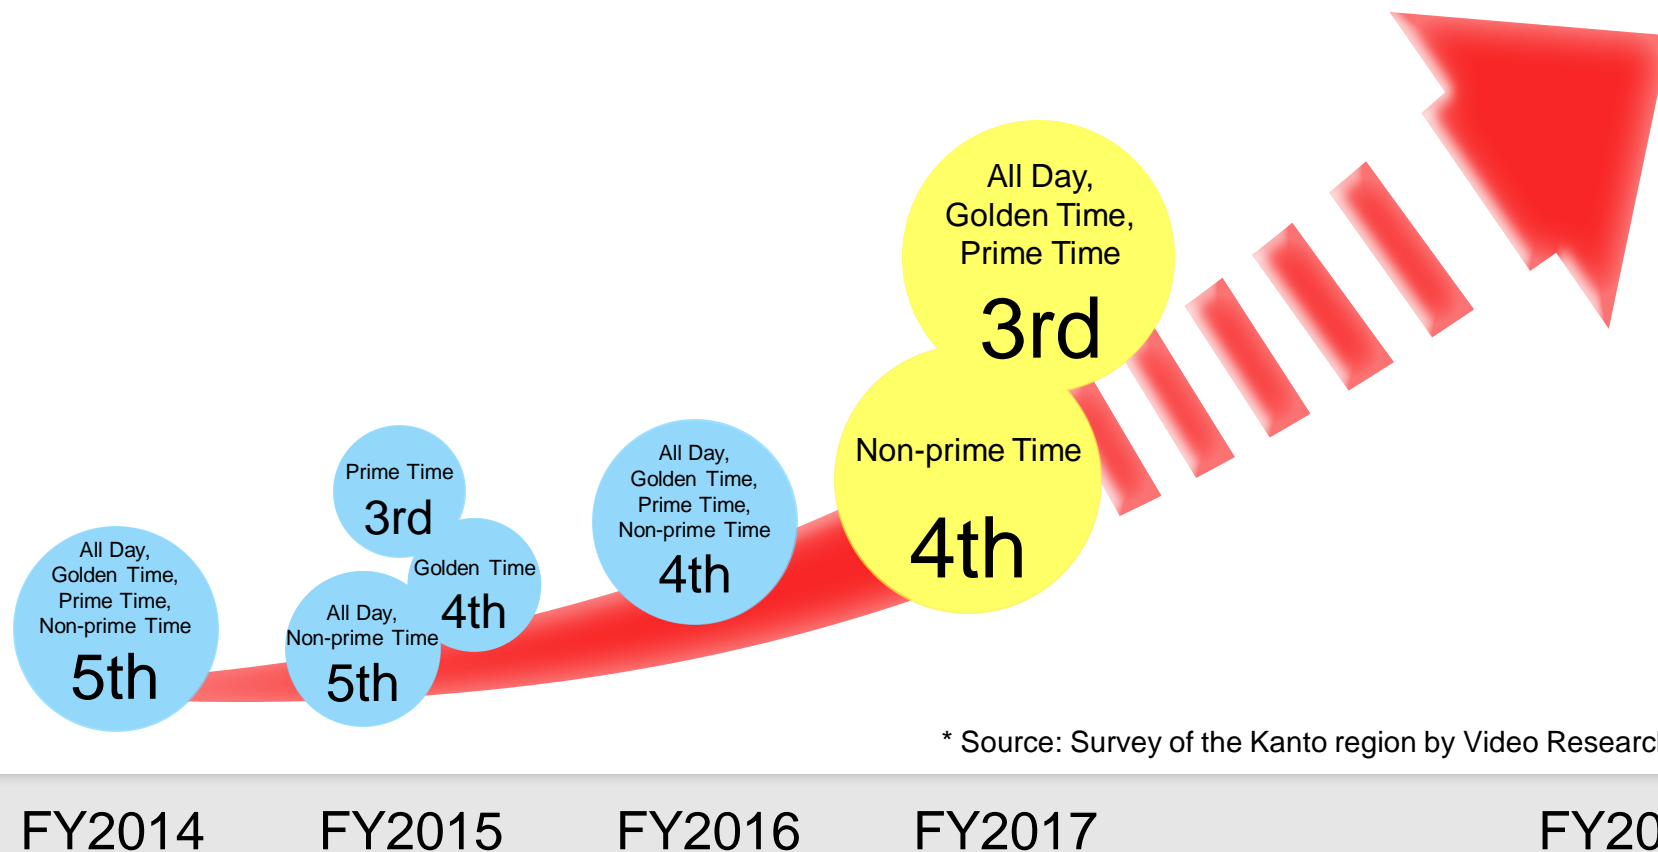 All Day,
Golden Time,
Prime Time,
Non-prime Time
5th
Prime Time
3rd
Golden Time
4th
All Day,
Non-prime Time
5th
All Day,
Golden Time,
Prime Time,
Non-prime Time
4th
All Day,
Golden Time,
Prime Time
3rd
Non-prime Time
4th
* Source: Survey of the Kanto region by Video Research
FY2014
FY2015
FY2016
FY2017
FY20